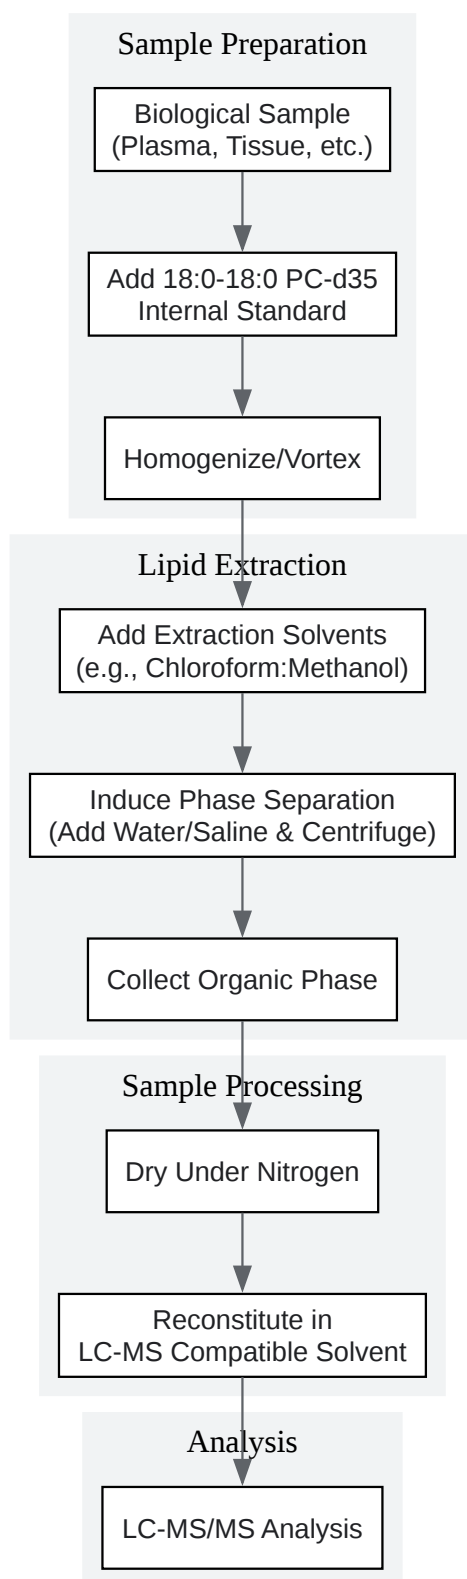 Sample Preparation
Biological Sample
(Plasma, Tissue, etc.)
Add 18:0-18:0 PC-d35
Internal Standard
Homogenize/Vortex
Lipid Extraction
Add Extraction Solvents
(e.g., Chloroform:Methanol)
Induce Phase Separation
(Add Water/Saline & Centrifuge)
Collect Organic Phase
Sample Processing
Dry Under Nitrogen
Reconstitute in
LC-MS Compatible Solvent
Analysis
LC-MS/MS Analysis